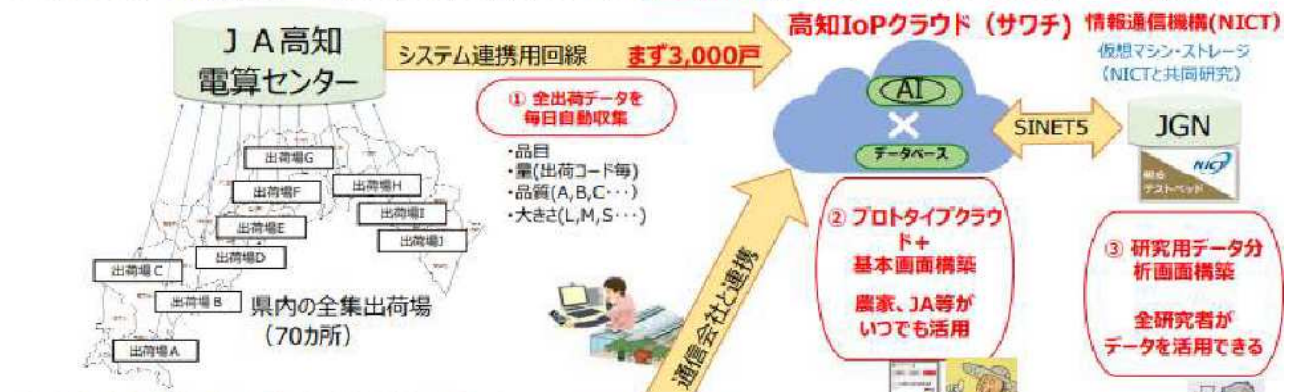 JA高知
電算センター
システム連携用回線
まず3,000戸
高知IoPクラウド(サワチ)
情報通信機構(NICT)
仮想マシン・ストレージ
(NICTと共同研究)
① 全出荷データを
毎日自動収集
・品目
・量(出荷コード毎)
・品質(A,B,C・・・)
・大きさ(L,M,S・・・)
AI
×
データベース
SINET5
JGN
NICT
総合
テストベッド
出荷場G
出荷場F
出荷場H
出荷場E
出荷場I
出荷場D
出荷場J
出荷場C
出荷場B
出荷場A
県内の全集出荷場
(70カ所)
通信会社と連携
② プロトタイプクラウ
ド+
基本画面構築
農家、JA等が
いつでも活用
③ 研究用データ分
析画面構築
全研究者が
データを活用できる